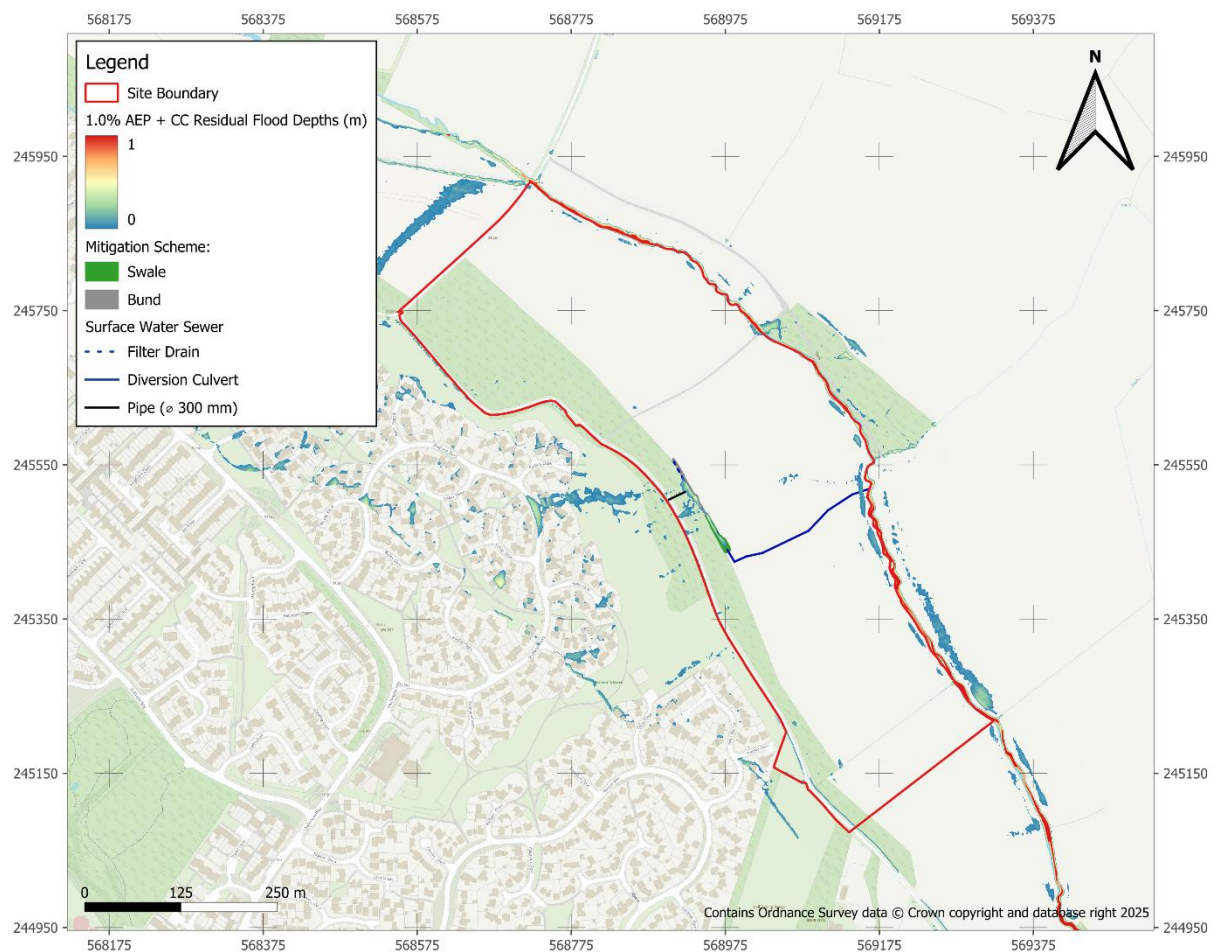 568175 568375 568575 568775 568975 569175 569375
Legend
Site Boundary
1.0% AEP + CC Residual Flood Depths (m)
1
0
Mitigation Scheme:
Swale
Bund
Surface Water Sewer
Filter Drain
Diversion Culvert
Pipe (⌀ 300 mm)
N
245950 245950
245750 245750
245550 245550
245350 245350
245150 245150
244950 244950
0 125 250 m
Contains Ordnance Survey data © Crown copyright and database right 2025
568175 568375 568575 568775 568975 569175 569375